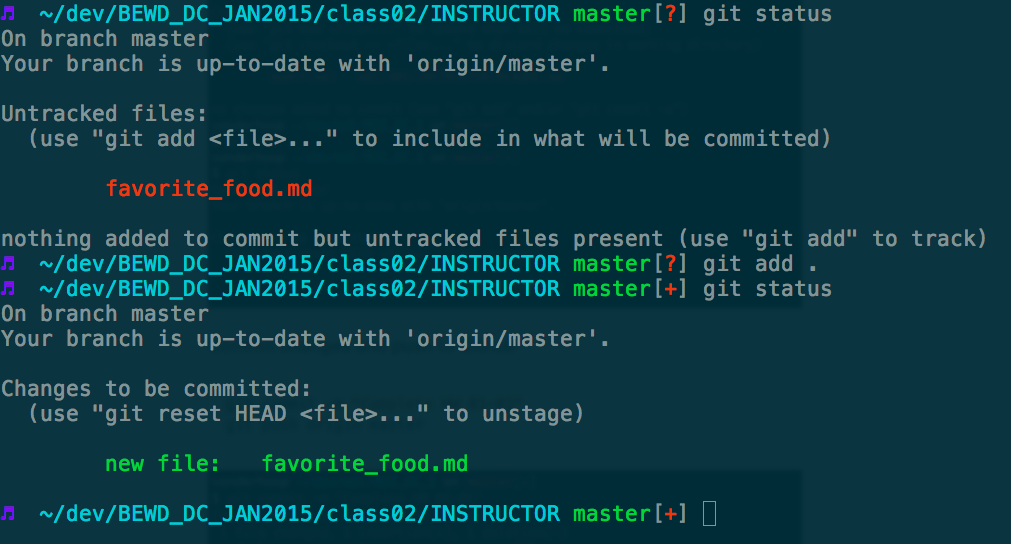 ♫ ~/dev/BEWD_DC_JAN2015/class02/INSTRUCTOR master[?] git status
On branch master
Your branch is up-to-date with 'origin/master'.
Untracked files:
(use "git add <file>..." to include in what will be committed)
favorite_food.md
nothing added to commit but untracked files present (use "git add" to track)
♫ ~/dev/BEWD_DC_JAN2015/class02/INSTRUCTOR master[?] git add .
♫ ~/dev/BEWD_DC_JAN2015/class02/INSTRUCTOR master[+] git status
On branch master
Your branch is up-to-date with 'origin/master'.
Changes to be committed:
(use "git reset HEAD <file>..." to unstage)
new file:   favorite_food.md
♫ ~/dev/BEWD_DC_JAN2015/class02/INSTRUCTOR master[+]